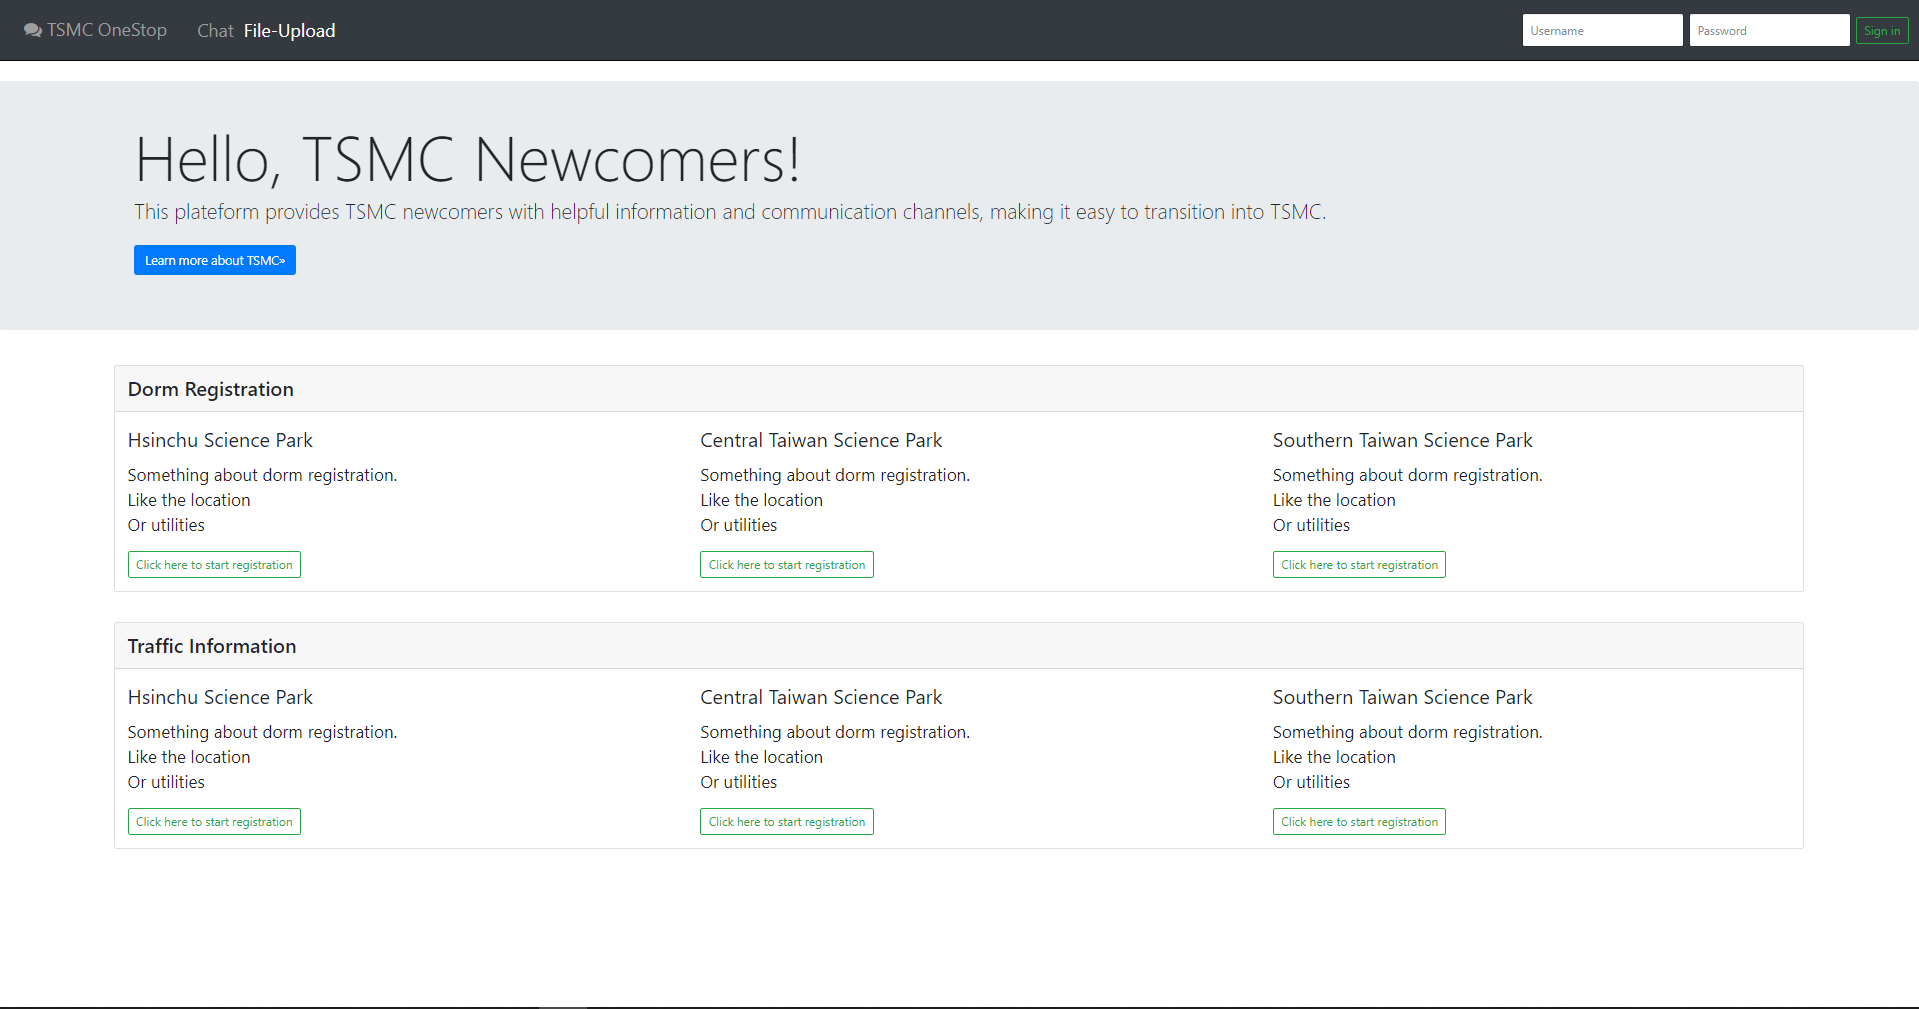 TSMC OneStop Chat File-Upload Username Password Sign in
Hello, TSMC Newcomers!
This plateform provides TSMC newcomers with helpful information and communication channels, making it easy to transition into TSMC.
Learn more about TSMC»
Dorm Registration
Hsinchu Science Park
Something about dorm registration.
Like the location
Or utilities
Click here to start registration
Central Taiwan Science Park
Something about dorm registration.
Like the location
Or utilities
Click here to start registration
Southern Taiwan Science Park
Something about dorm registration.
Like the location
Or utilities
Click here to start registration
Traffic Information
Hsinchu Science Park
Something about dorm registration.
Like the location
Or utilities
Click here to start registration
Central Taiwan Science Park
Something about dorm registration.
Like the location
Or utilities
Click here to start registration
Southern Taiwan Science Park
Something about dorm registration.
Like the location
Or utilities
Click here to start registration